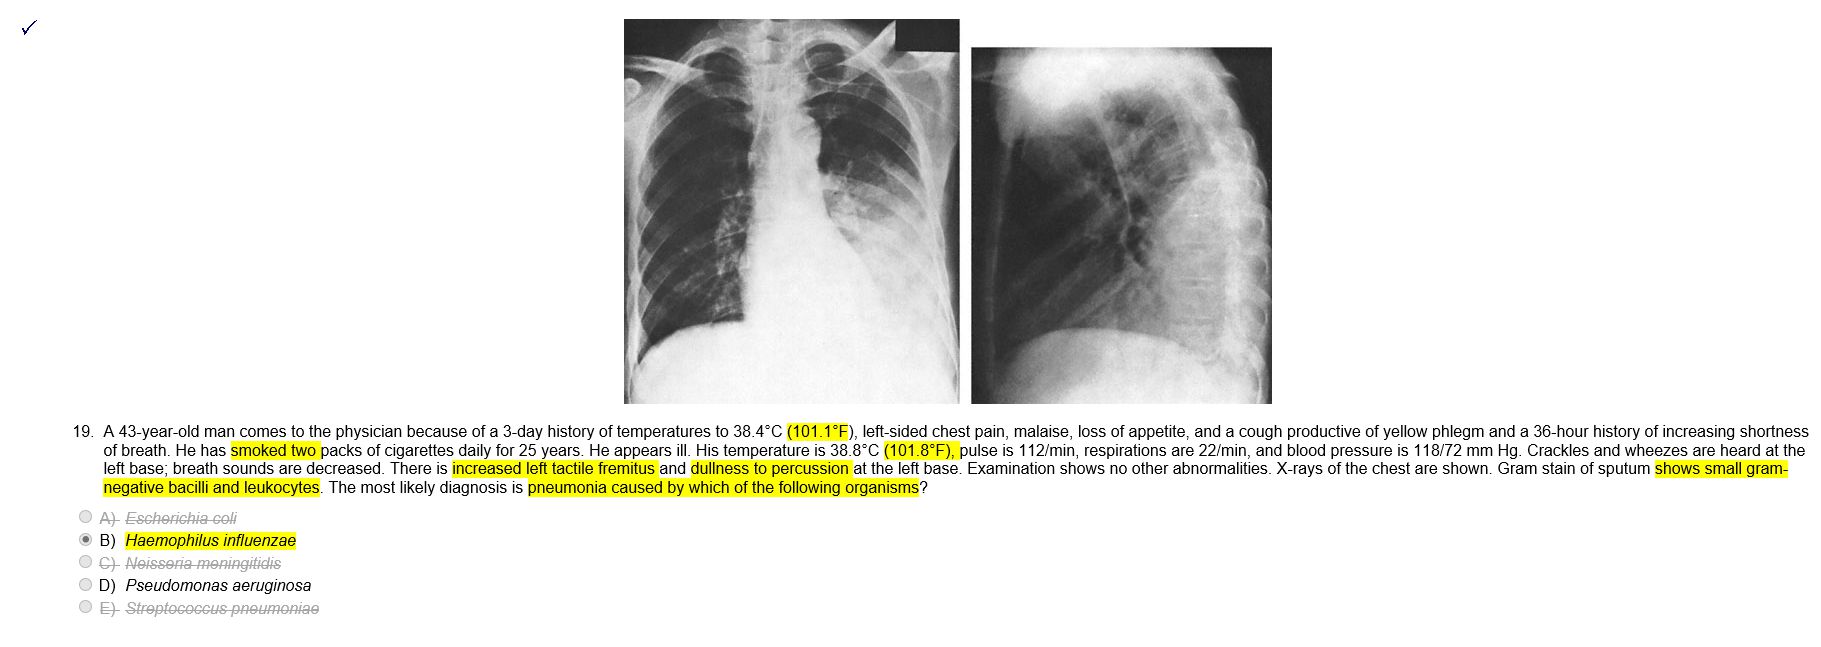 19. A 43-year-old man comes to the physician because of a 3-day history of temperatures to 38.4°C (101.1°F), left-sided chest pain, malaise, loss of appetite, and a cough productive of yellow phlegm and a 36-hour history of increasing shortness
of breath. He has smoked two packs of cigarettes daily for 25 years. He appears ill. His temperature is 38.8°C (101.8°F), pulse is 112/min, respirations are 22/min, and blood pressure is 118/72 mm Hg. Crackles and wheezes are heard at the
left base; breath sounds are decreased. There is increased left tactile fremitus and dullness to percussion at the left base. Examination shows no other abnormalities. X-rays of the chest are shown. Gram stain of sputum shows small gram-
negative bacilli and leukocytes. The most likely diagnosis is pneumonia caused by which of the following organisms?
A) Escherichia coli
B) Haemophilus influenzae
C) Neisseria meningitidis
D) Pseudomonas aeruginosa
E) Streptococcus pneumoniae